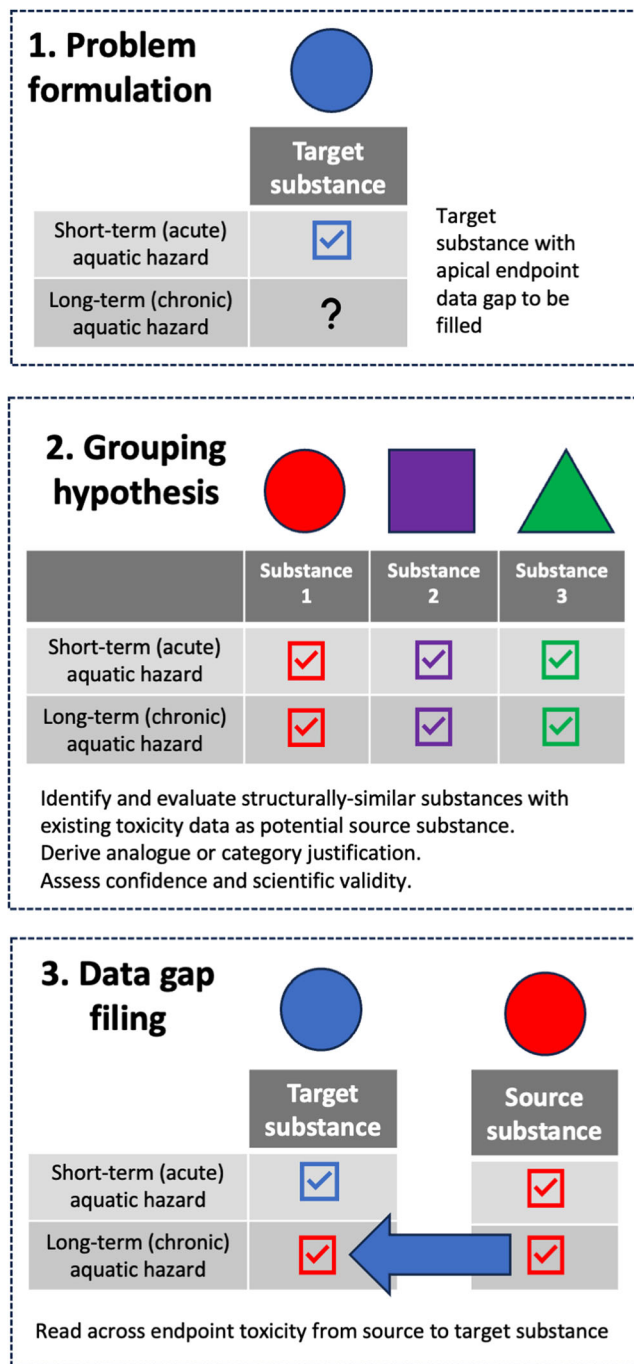 1. Problem
formulation
Target
substance
Short-term (acute)
aquatic hazard
Long-term (chronic)
aquatic hazard
?
Target
substance with
apical endpoint
data gap to be
filled
2. Grouping
hypothesis
Substance
1
Substance
2
Substance
3
Short-term (acute)
aquatic hazard
Long-term (chronic)
aquatic hazard
Identify and evaluate structurally-similar substances with
existing toxicity data as potential source substance.
Derive analogue or category justification.
Assess confidence and scientific validity.
3. Data gap
filing
Target
substance
Source
substance
Short-term (acute)
aquatic hazard
Long-term (chronic)
aquatic hazard
Read across endpoint toxicity from source to target substance